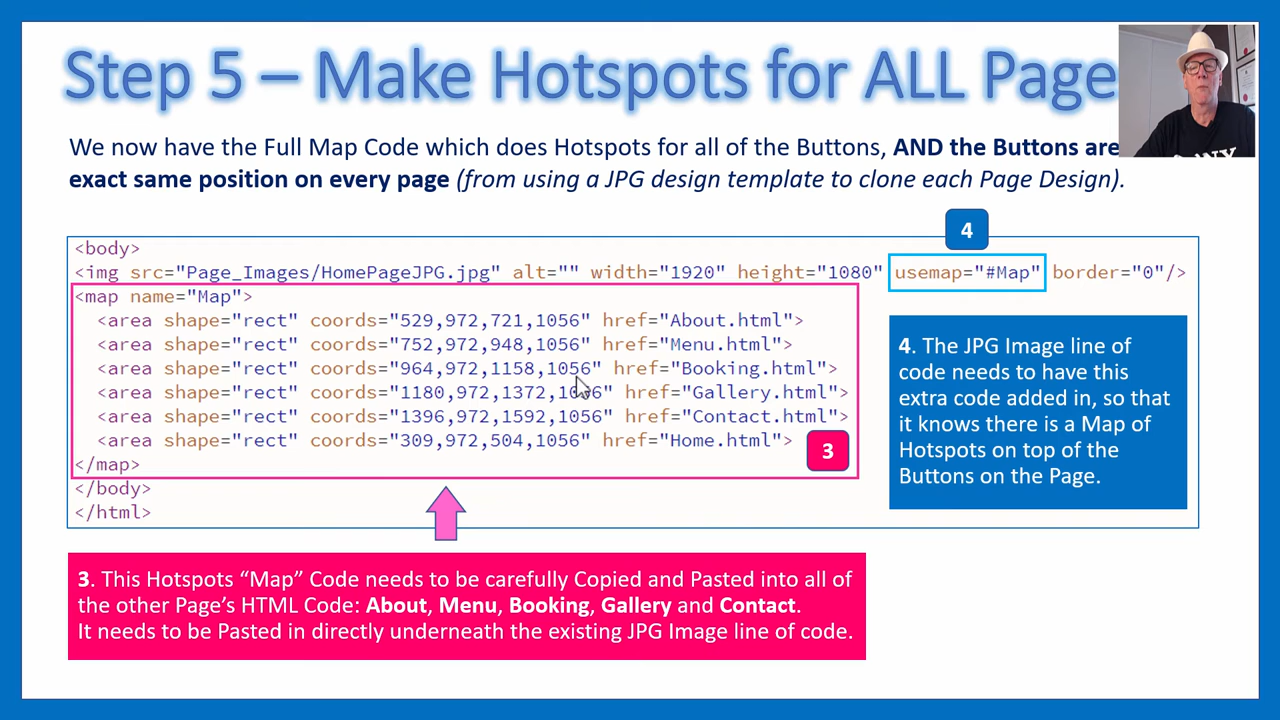 Step 5 – Make Hotspots for ALL Page
We now have the Full Map Code which does Hotspots for all of the Buttons, AND the Buttons are
exact same position on every page (from using a JPG design template to clone each Page Design).
4
<body>
<img src="Page_Images/HomePageJPG.jpg" alt="" width="1920" height="1080" usemap="#Map" border="0"/>
<map name="Map">
<area shape="rect" coords="529,972,721,1056" href="About.html">
<area shape="rect" coords="752,972,948,1056" href="Menu.html">
<area shape="rect" coords="964,972,1158,1056" href="Booking.html">
<area shape="rect" coords="1180,972,1372,1056" href="Gallery.html">
<area shape="rect" coords="1396,972,1592,1056" href="Contact.html">
<area shape="rect" coords="309,972,504,1056" href="Home.html">
</map>
</body>
</html>
3
4. The JPG Image line of
code needs to have this
extra code added in, so that
it knows there is a Map of
Hotspots on top of the
Buttons on the Page.
3. This Hotspots “Map” Code needs to be carefully Copied and Pasted into all of
the other Page’s HTML Code: About, Menu, Booking, Gallery and Contact.
It needs to be Pasted in directly underneath the existing JPG Image line of code.